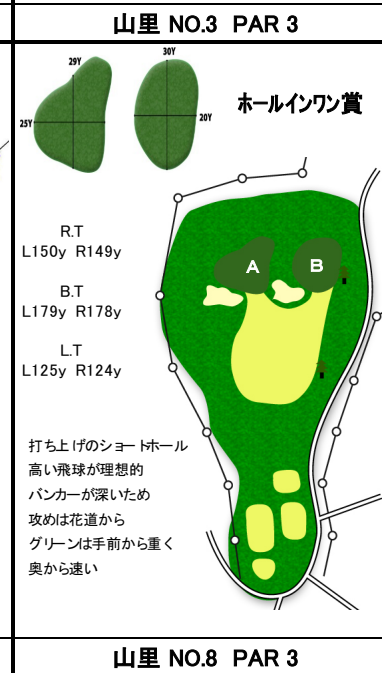 山里 NO.3 PAR 3
29Y
30Y
25Y
20Y
ホールインワン賞
R.T
L150y R149y
B.T
L179y R178y
L.T
L125y R124y
A
B
打ち上げのショートホール
高い飛球が理想的
バンカーが深いため
攻めは花道から
グリーンは手前から重く
奥から速い
山里 NO.8 PAR 3